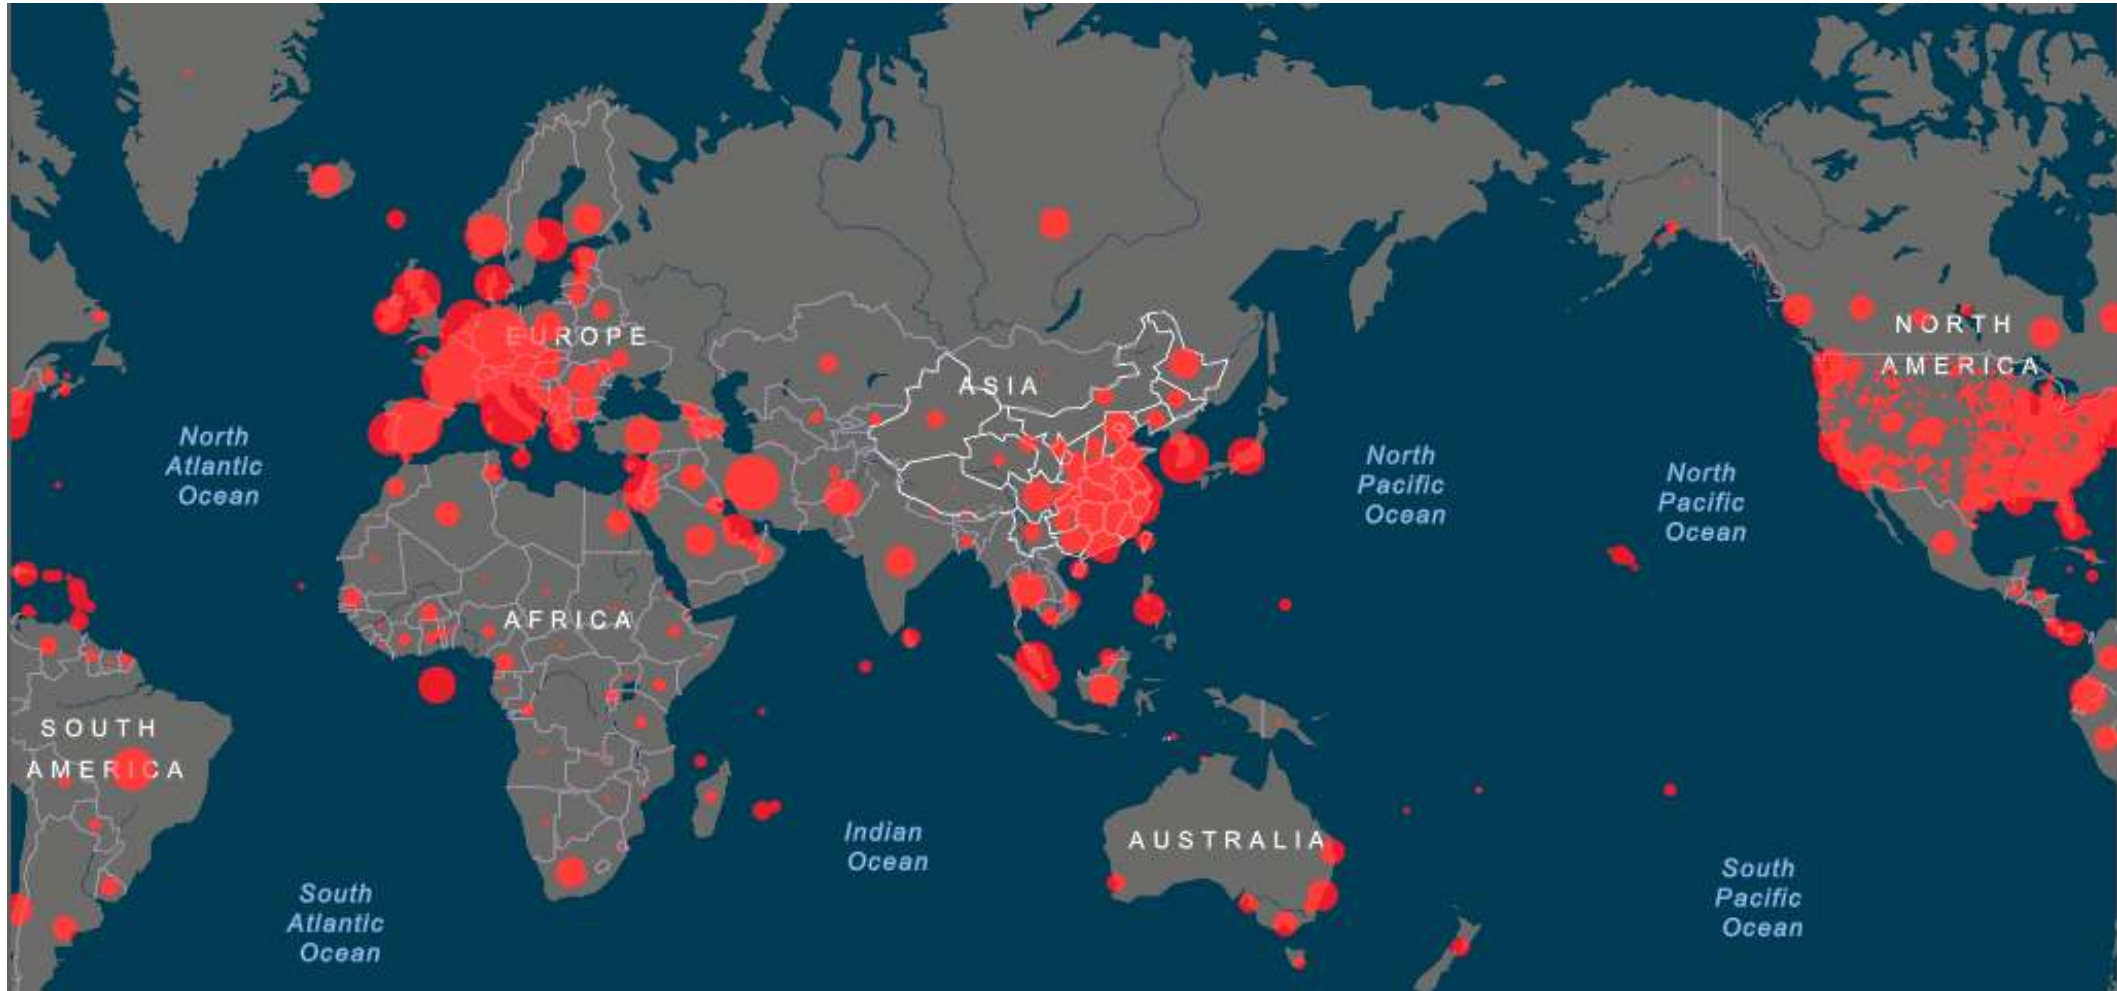 EUROPE
ASIA
NORTH
AMERICA
North
Atlantic
Ocean
North
Pacific
Ocean
North
Pacific
Ocean
AFRICA
SOUTH
AMERICA
AUSTRALIA
Indian
Ocean
South
Atlantic
Ocean
South
Pacific
Ocean